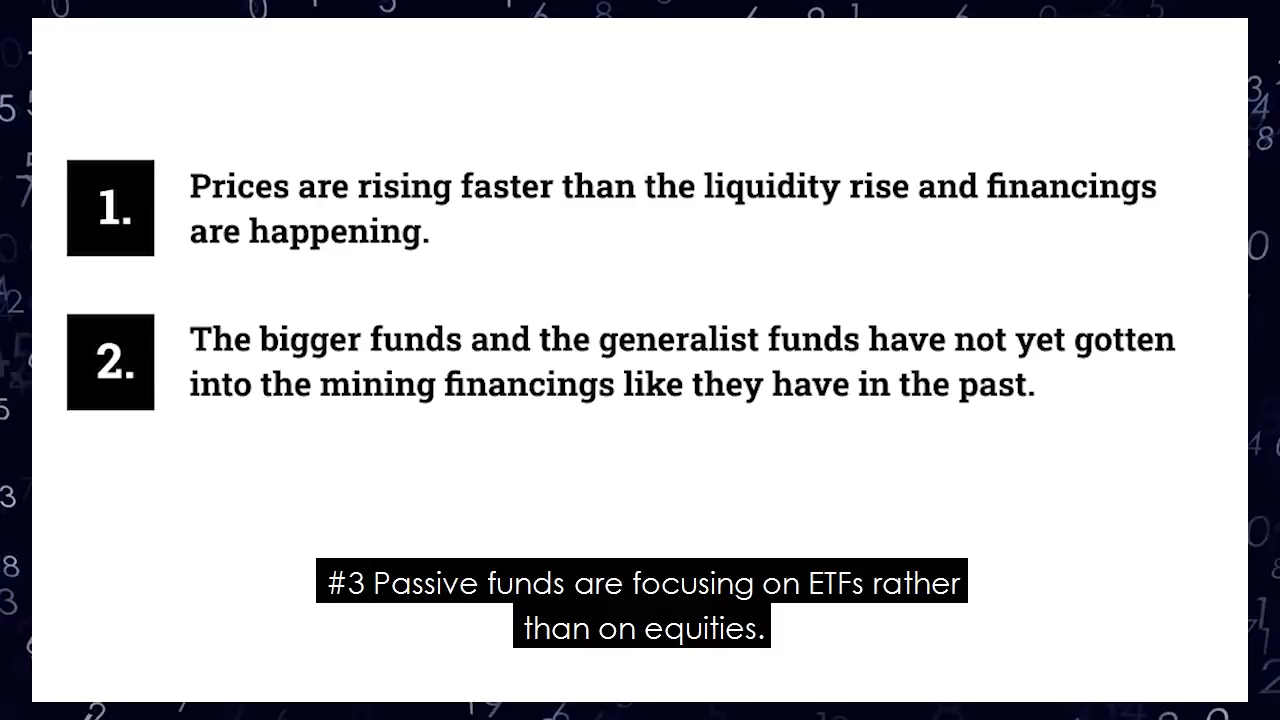 1.
Prices are rising faster than the liquidity rise and financings
are happening.
2.
The bigger funds and the generalist funds have not yet gotten
into the mining financings like they have in the past.
#3 Passive funds are focusing on ETFs rather
than on equities.